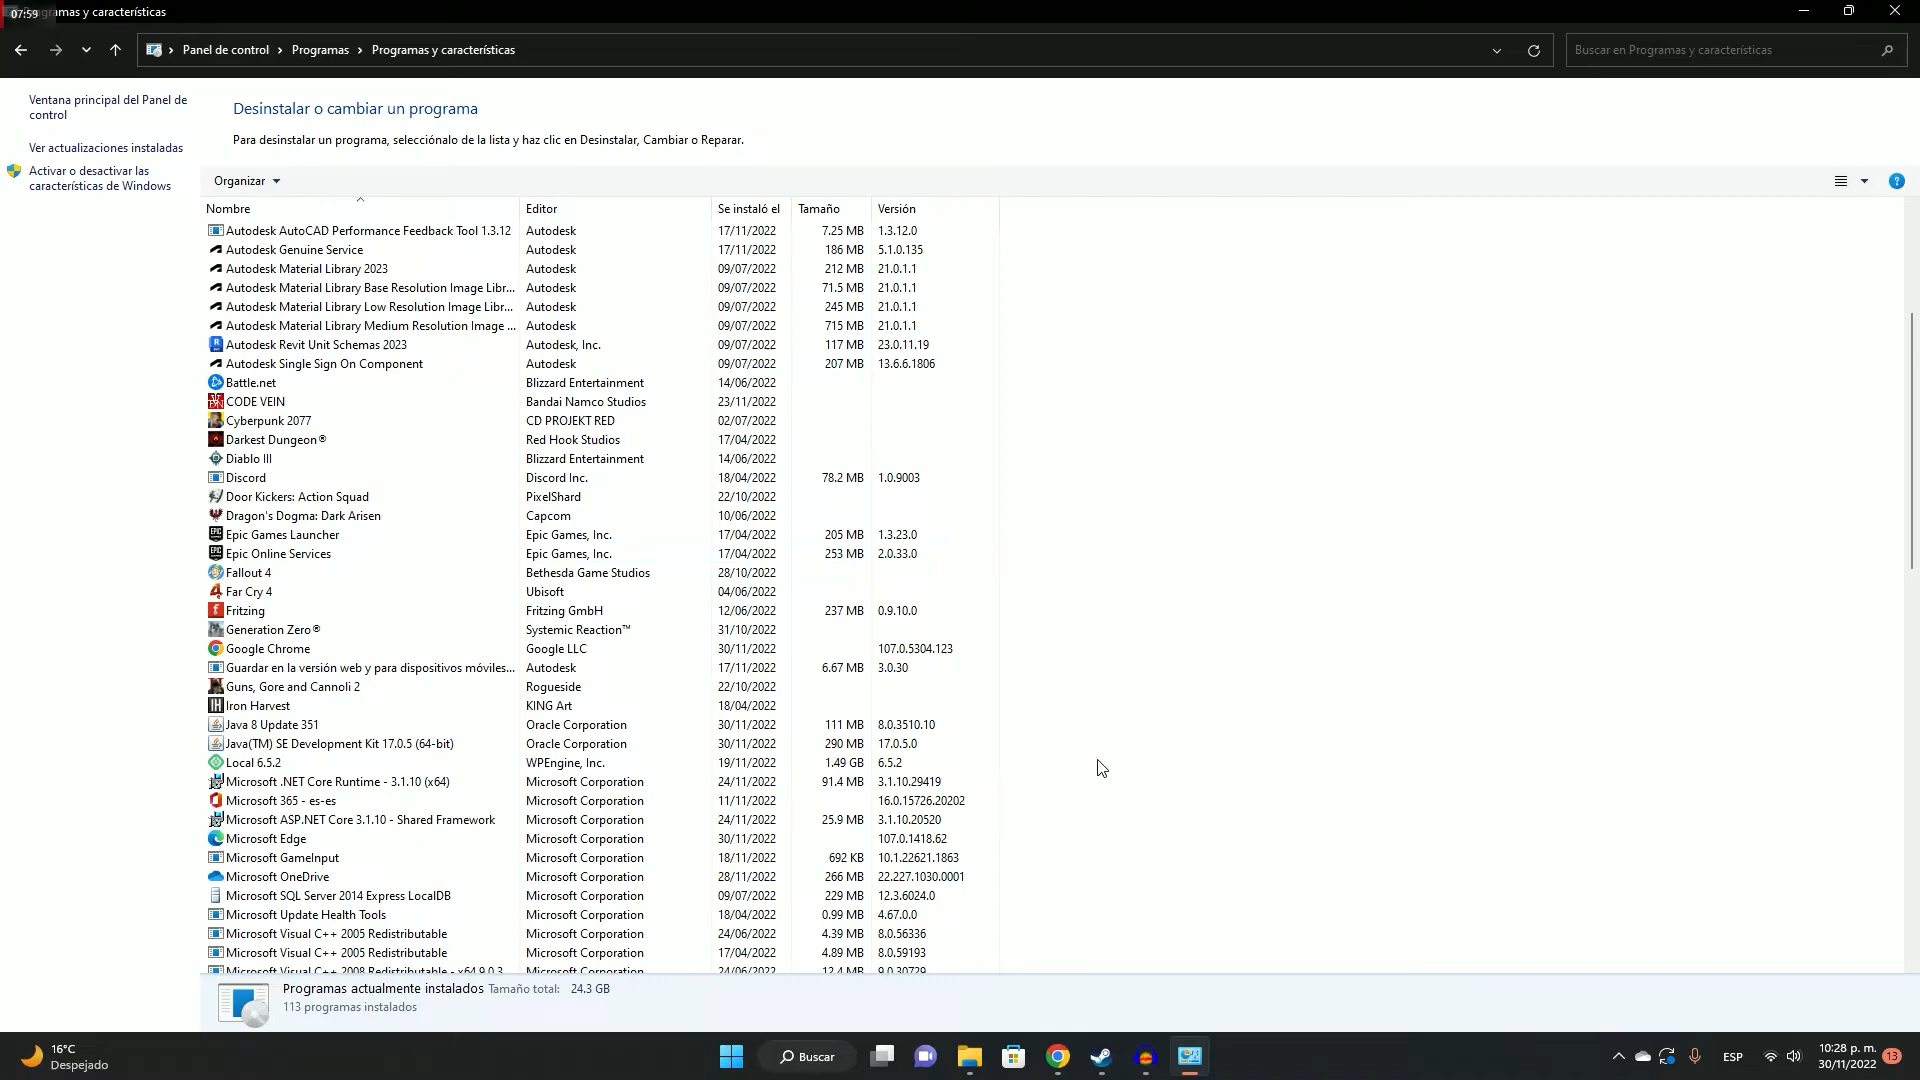 07:59
Programas y características
Panel de control
Programas
Programas y características
Buscar en Programas y características
Ventana principal del Panel de
control
Ver actualizaciones instaladas
Activar o desactivar las
características de Windows
Desinstalar o cambiar un programa
Para desinstalar un programa, selecciónalo de la lista y haz clic en Desinstalar, Cambiar o Reparar.
Organizar
Nombre Editor Se instaló el Tamaño Versión
Autodesk AutoCAD Performance Feedback Tool 1.3.12 Autodesk 17/11/2022 7.25 MB 1.3.12.0
Autodesk Genuine Service Autodesk 17/11/2022 186 MB 5.1.0.135
Autodesk Material Library 2023 Autodesk 09/07/2022 212 MB 21.0.1.1
Autodesk Material Library Base Resolution Image Libr... Autodesk 09/07/2022 71.5 MB 21.0.1.1
Autodesk Material Library Low Resolution Image Libr... Autodesk 09/07/2022 245 MB 21.0.1.1
Autodesk Material Library Medium Resolution Image ... Autodesk 09/07/2022 715 MB 21.0.1.1
Autodesk Revit Unit Schemas 2023 Autodesk, Inc. 09/07/2022 117 MB 23.0.11.19
Autodesk Single Sign On Component Autodesk 09/07/2022 207 MB 13.6.6.1806
Battle.net Blizzard Entertainment 14/06/2022
CODE VEIN Bandai Namco Studios 23/11/2022
Cyberpunk 2077 CD PROJEKT RED 02/07/2022
Darkest Dungeon® Red Hook Studios 17/04/2022
Diablo III Blizzard Entertainment 14/06/2022
Discord Discord Inc. 18/04/2022 78.2 MB 1.0.9003
Door Kickers: Action Squad PixelShard 22/10/2022
Dragon's Dogma: Dark Arisen Capcom 10/06/2022
Epic Games Launcher Epic Games, Inc. 17/04/2022 205 MB 1.3.23.0
Epic Online Services Epic Games, Inc. 17/04/2022 253 MB 2.0.33.0
Fallout 4 Bethesda Game Studios 28/10/2022
Far Cry 4 Ubisoft 04/06/2022
Fritzing Fritzing GmbH 12/06/2022 237 MB 0.9.10.0
Generation Zero® Systemic Reaction™ 31/10/2022
Google Chrome Google LLC 30/11/2022 107.0.5304.123
Guardar en la versión web y para dispositivos móviles... Autodesk 17/11/2022 6.67 MB 3.0.30
Guns, Gore and Cannoli 2 Rogueside 22/10/2022
Iron Harvest KING Art 18/04/2022
Java 8 Update 351 Oracle Corporation 30/11/2022 111 MB 8.0.3510.10
Java(TM) SE Development Kit 17.0.5 (64-bit) Oracle Corporation 30/11/2022 290 MB 17.0.5.0
Local 6.5.2 WPEngine, Inc. 19/11/2022 1.49 GB 6.5.2
Microsoft .NET Core Runtime - 3.1.10 (x64) Microsoft Corporation 24/11/2022 91.4 MB 3.1.10.29419
Microsoft 365 - es-es Microsoft Corporation 11/11/2022 16.0.15726.20202
Microsoft ASP.NET Core 3.1.10 - Shared Framework Microsoft Corporation 24/11/2022 25.9 MB 3.1.10.20520
Microsoft Edge Microsoft Corporation 30/11/2022 107.0.1418.62
Microsoft GameInput Microsoft Corporation 18/11/2022 692 KB 10.1.22621.1863
Microsoft OneDrive Microsoft Corporation 28/11/2022 266 MB 22.227.1030.0001
Microsoft SQL Server 2014 Express LocalDB Microsoft Corporation 09/07/2022 229 MB 12.3.6024.0
Microsoft Update Health Tools Microsoft Corporation 18/04/2022 0.99 MB 4.67.0.0
Microsoft Visual C++ 2005 Redistributable Microsoft Corporation 24/06/2022 4.39 MB 8.0.56336
Microsoft Visual C++ 2005 Redistributable Microsoft Corporation 17/04/2022 4.89 MB 8.0.59193
Microsoft Visual C++ 2008 Redistributable - x64 9.0.3... Microsoft Corporation 24/06/2022 12.4 MB 9.0.30729
Programas actualmente instalados Tamaño total: 24.3 GB
113 programas instalados
16°C
Despejado
Buscar
ESP
10:28 p. m.
30/11/2022
13